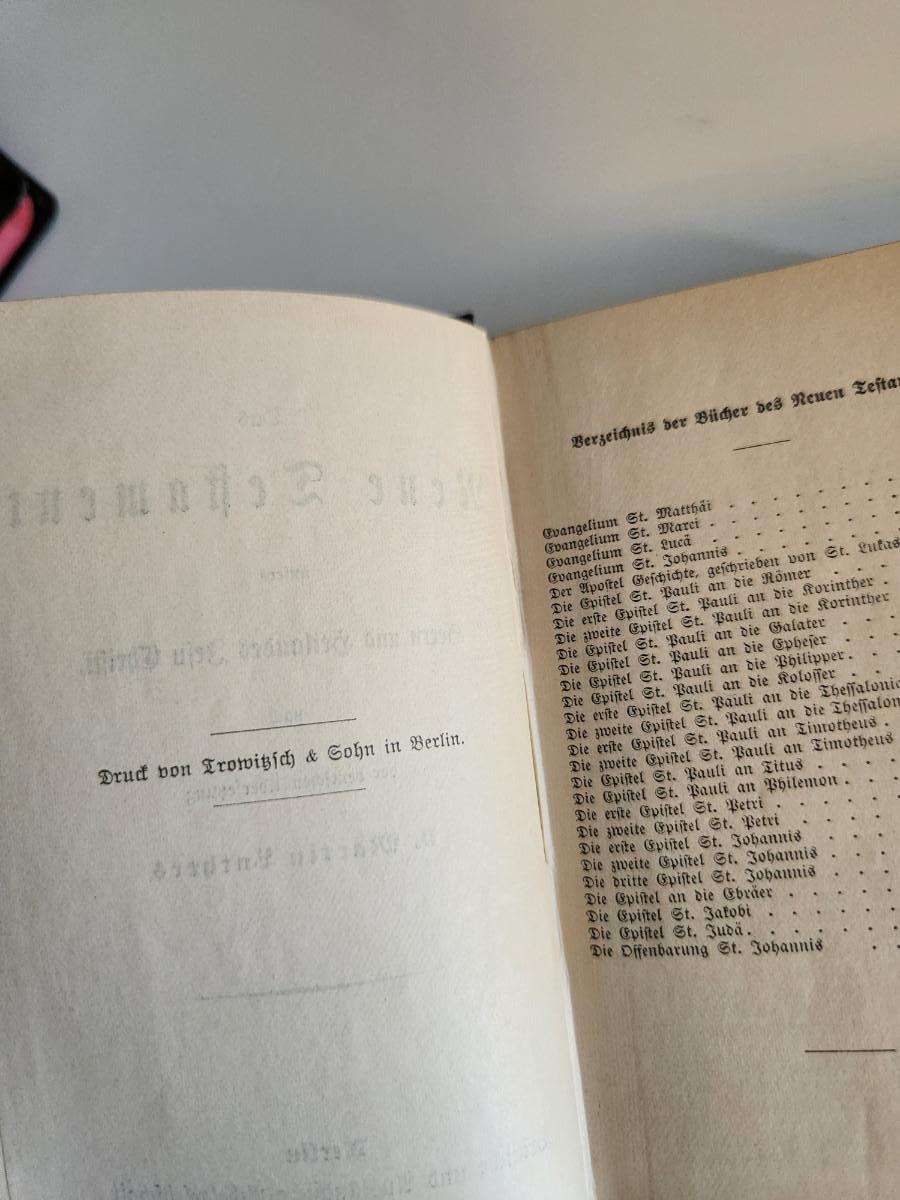 Druck von Trowitzsch & Sohn in Berlin.
Verzeichnis der Bücher des Neuen
Evangelium St. Matthäi
Evangelium St. Marci
Evangelium St. Lucä
Evangelium St. Johannis
Der Apostel Geschichte, geschrieben von St. Lukas
Die Epistel St. Pauli an die Römer
Die erste Epistel St. Pauli an die Korinther
Die zweite Epistel St. Pauli an die Korinther
Die Epistel St. Pauli an die Galater
Die Epistel St. Pauli an die Epheser
Die Epistel St. Pauli an die Philipper
Die Epistel St. Pauli an die Kolosser
Die erste Epistel St. Pauli an die Thessalonic
Die zweite Epistel St. Pauli an die Thessalon
Die erste Epistel St. Pauli an Timotheus
Die zweite Epistel St. Pauli an Timotheus
Die Epistel St. Pauli an Titus
Die Epistel St. Pauli an Philemon
Die erste Epistel St. Petri
Die zweite Epistel St. Petri
Die erste Epistel St. Johannis
Die zweite Epistel St. Johannis
Die dritte Epistel St. Johannis
Die Epistel an die Ebräer
Die Epistel St. Jakobi
Die Epistel St. Judä
Die Offenbarung St. Johannis